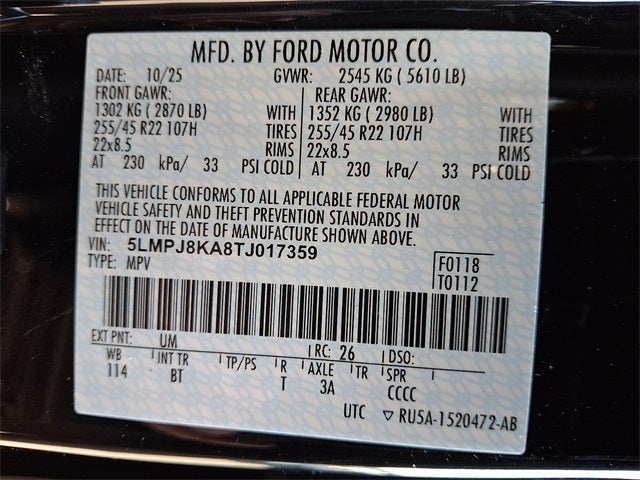 MFD. BY FORD MOTOR CO.
DATE: 10/25 GVWR: 2545 KG ( 5610 LB)
FRONT GAWR: REAR GAWR:
1302 KG ( 2870 LB) WITH 1352 KG ( 2980 LB) WITH
255/45 R22 107H TIRES 255/45 R22 107H TIRES
22x8.5 RIMS 22x8.5 RIMS
AT 230 kPa/ 33 PSI COLD AT 230 kPa/ 33 PSI COLD
THIS VEHICLE CONFORMS TO ALL APPLICABLE FEDERAL MOTOR
VEHICLE SAFETY AND THEFT PREVENTION STANDARDS IN
EFFECT ON THE DATE OF MANUFACTURE SHOWN ABOVE.
VIN: 5LMPJ8KA8TJ017359
TYPE: MPV
F0118
T0112
EXT PNT: UM RC: 26 DSO:
WB INT TR TP/PS R AXLE TR SPR
114 BT T 3A CCCC
UTC ▽ RU5A-1520472-AB